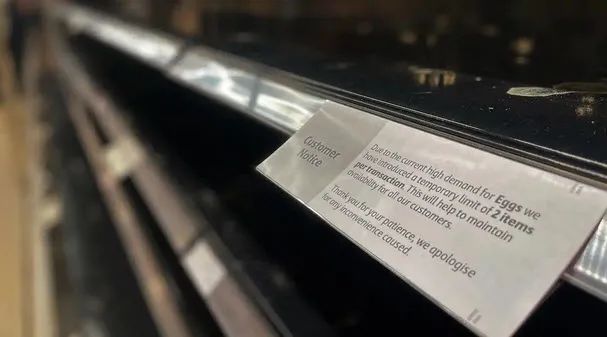 Customer
Notice
Due to the current high demand for Eggs we
have introduced a temporary limit of 2 items
per transaction. This will help to maintain
availability for all our customers.
Thank you for your patience, we apologise
for any inconvenience caused.